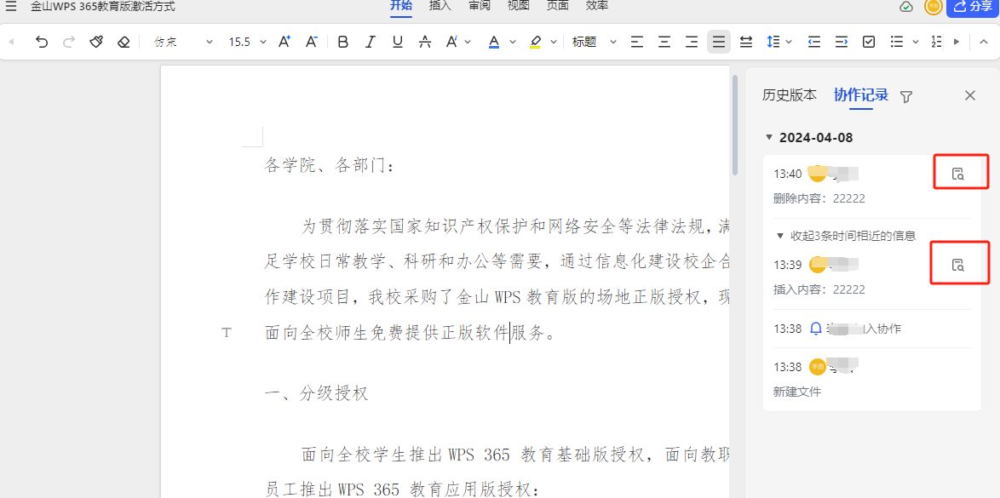 金山WPS 365教育版激活方式
开始 插入 审阅 视图 页面 效率
分享
仿宋 15.5 标题
历史版本 协作记录
2024-04-08
13:40
删除内容：22222
收起3条时间相近的信息
13:39
插入内容：22222
13:38 入协作
13:38
新建文件
各学院、各部门：
为贯彻落实国家知识产权保护和网络安全等法律法规，满
足学校日常教学、科研和办公等需要，通过信息化建设校企合
作建设项目，我校采购了金山 WPS 教育版的场地正版授权，现
面向全校师生免费提供正版软件服务。
一、分级授权
面向全校学生推出 WPS 365 教育基础版授权，面向教职
员工推出 WPS 365 教育应用版授权：